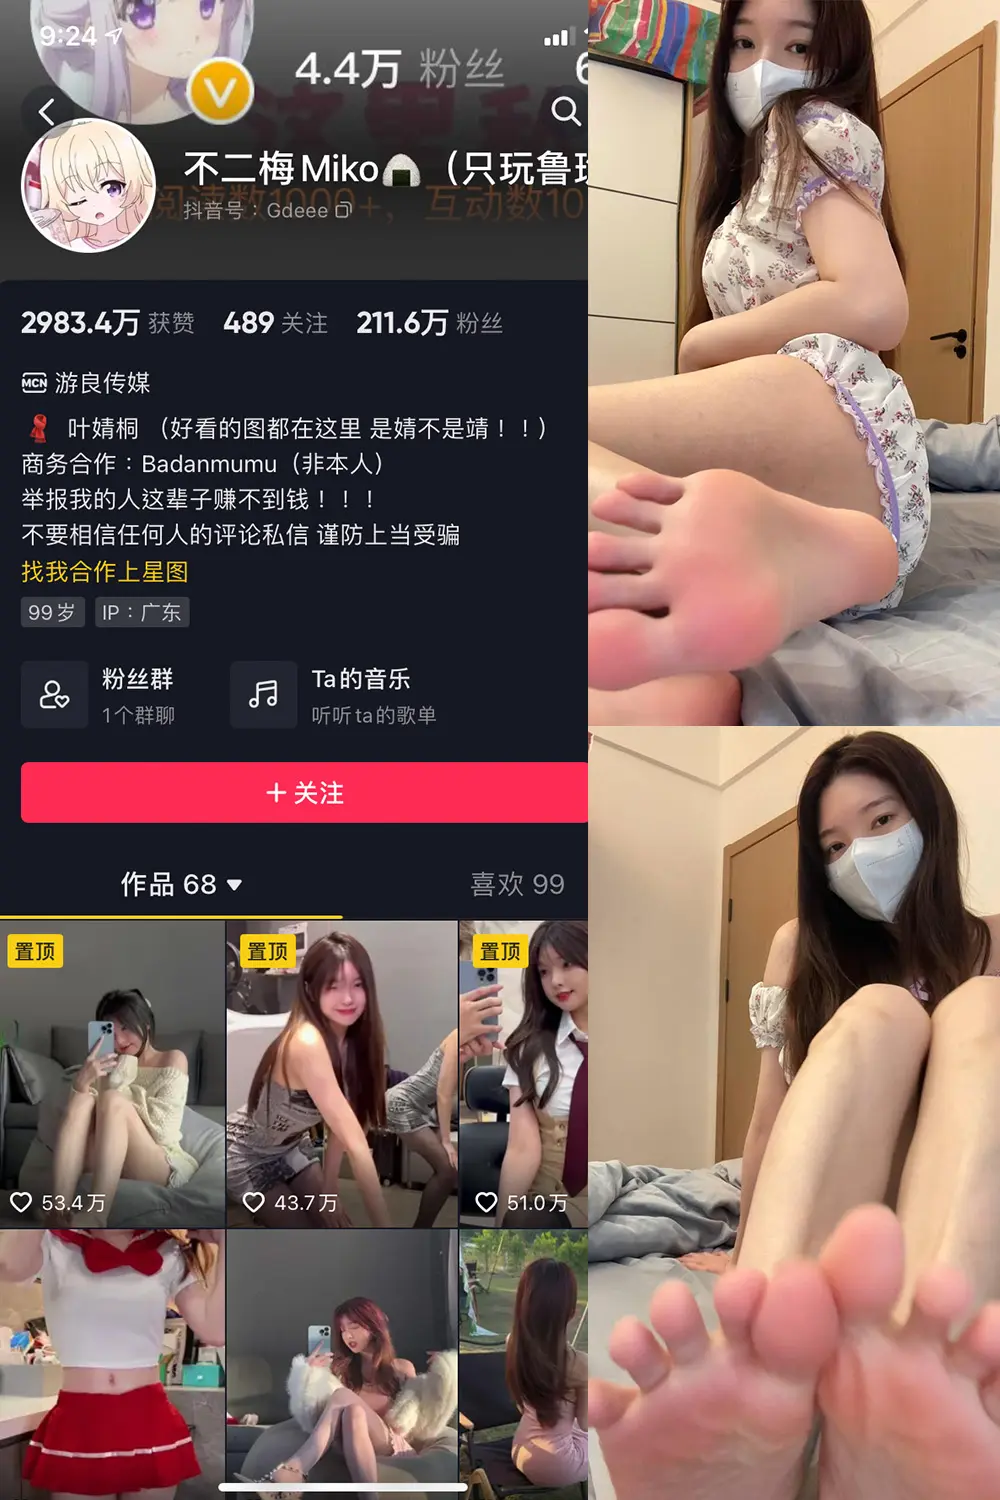 9:24
4.4万 粉丝
不二梅Miko🍙（只玩鲁班
抖音号：Gdeee
2983.4万 获赞 489 关注 211.6万 粉丝
MCN 游良传媒
叶婧桐 （好看的图都在这里 是婧不是靖！！）
商务合作：Badanmumu（非本人）
举报我的人这辈子赚不到钱！！！
不要相信任何人的评论私信 谨防上当受骗
找我合作上星图
99岁 IP：广东
粉丝群 Ta的音乐
1个群聊 听听ta的歌单
+ 关注
作品 68 喜欢 99
置顶 置顶 置顶
53.4万 43.7万 51.0万